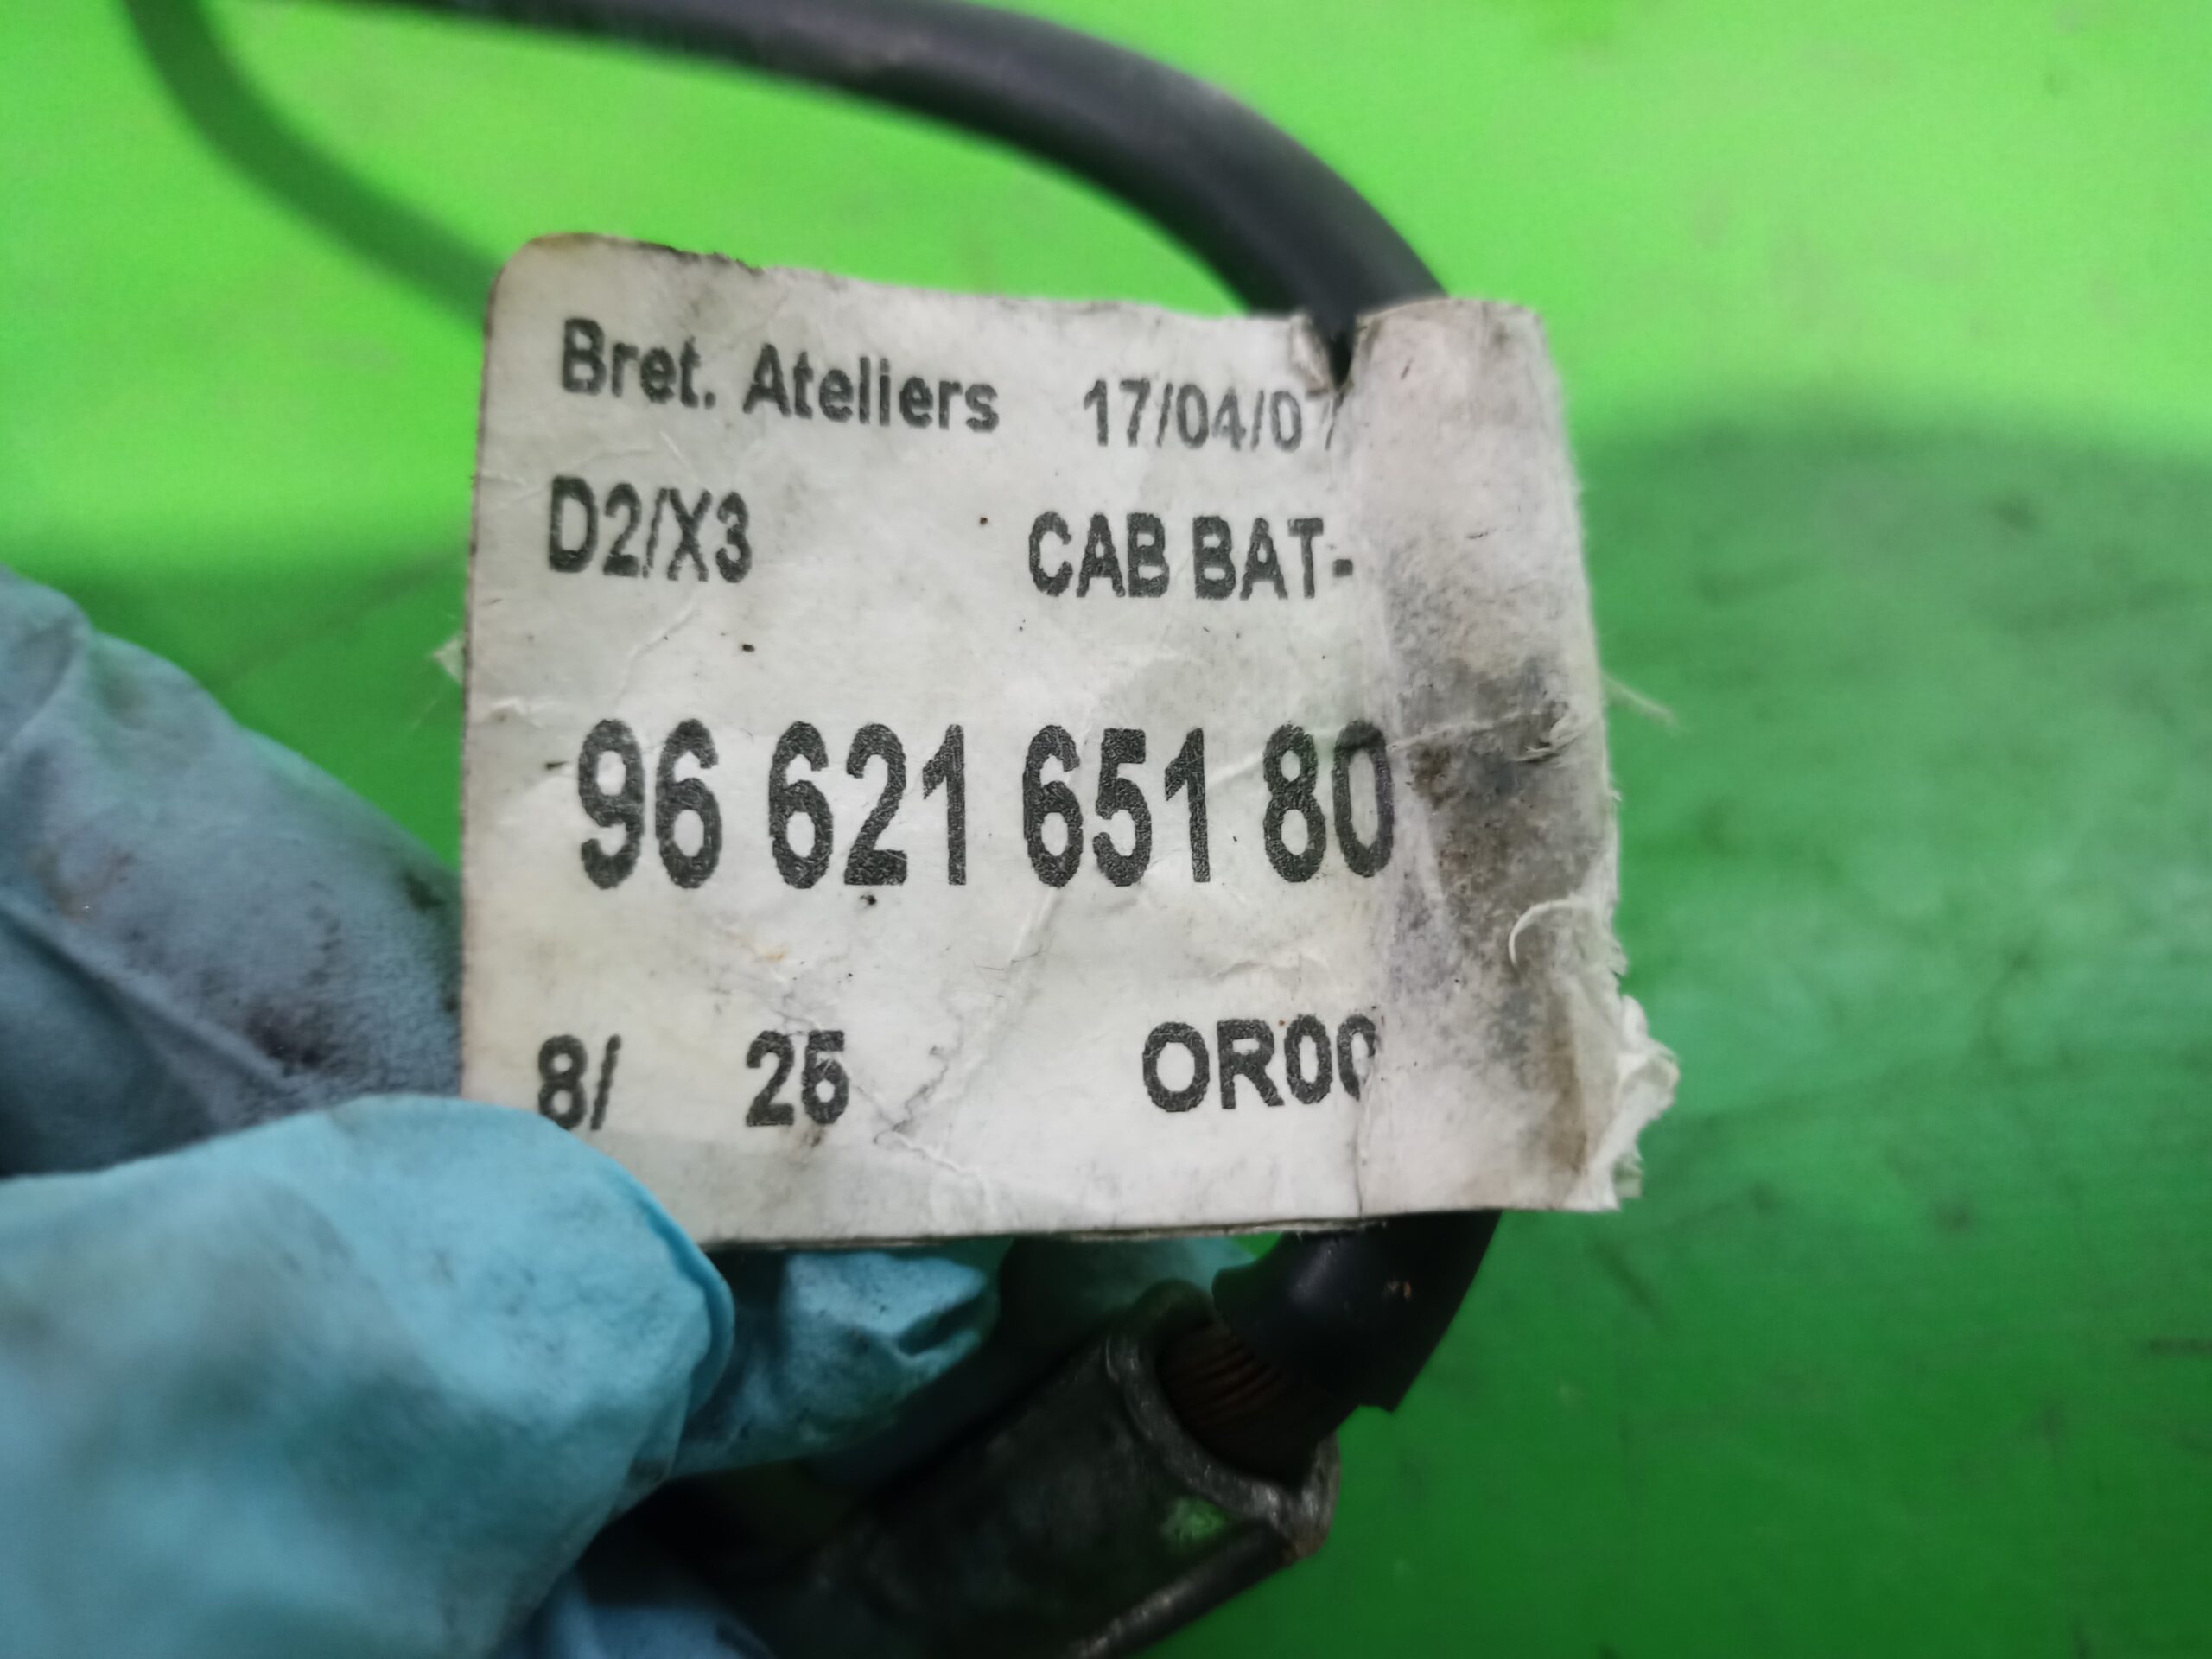 Bret. Ateliers 17/04/07
D2/X3 CAB BAT-
96 621 651 80
8/ 25 OR00